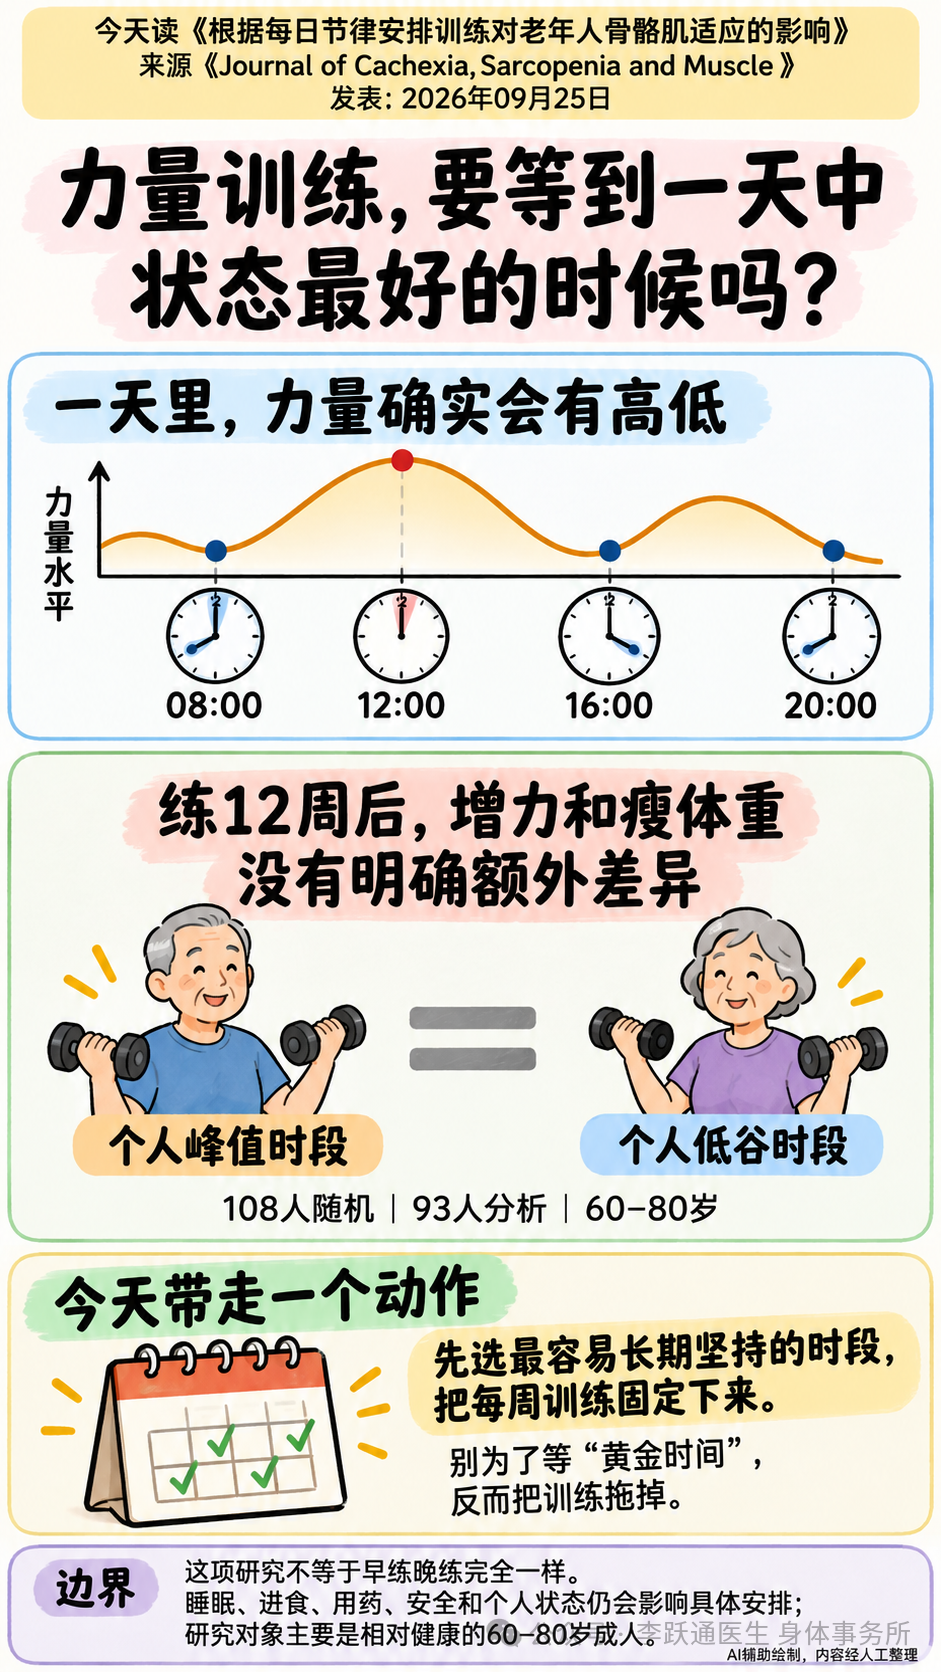 今天读《根据每日节律安排训练对老年人骨骼肌适应的影响》
来源《Journal of Cachexia, Sarcopenia and Muscle 》
发表：2026年09月25日
力量训练，要等到一天中
状态最好的时候吗？
一天里，力量确实会有高低
力量水平
12
12
12
12
08:00
12:00
16:00
20:00
练12周后，增力和瘦体重
没有明确额外差异
个人峰值时段
个人低谷时段
108人随机｜93人分析｜60–80岁
今天带走一个动作
先选最容易长期坚持的时段，
把每周训练固定下来。
别为了等“黄金时间”，
反而把训练拖掉。
边界
这项研究不等于早练晚练完全一样。
睡眠、进食、用药、安全和个人状态仍会影响具体安排；
研究对象主要是相对健康的60–80岁成人。
李跃通医生 身体事务所
AI辅助绘制，内容经人工整理